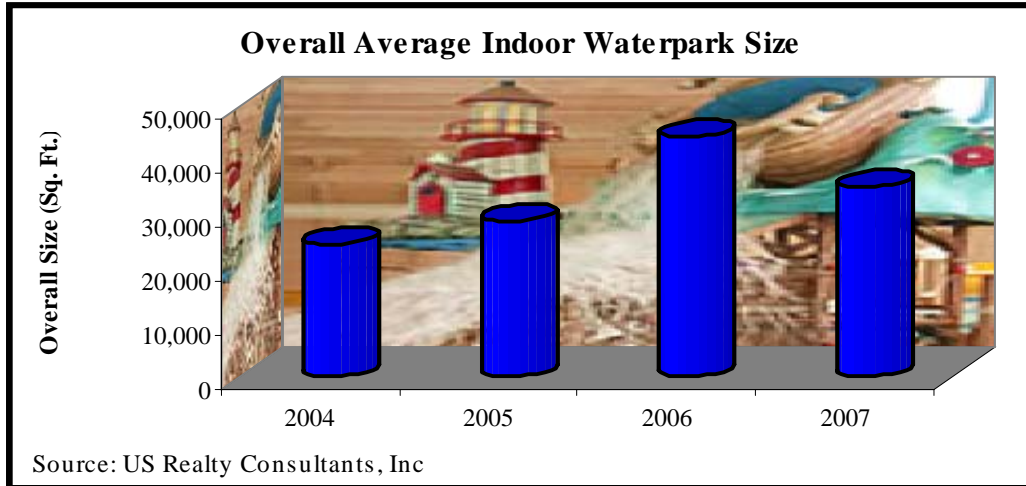 Overall Average Indoor Waterpark Size
Overall Size (Sq. Ft.)
50,000
40,000
30,000
20,000
10,000
0
2004 2005 2006 2007
Source: US Realty Consultants, Inc